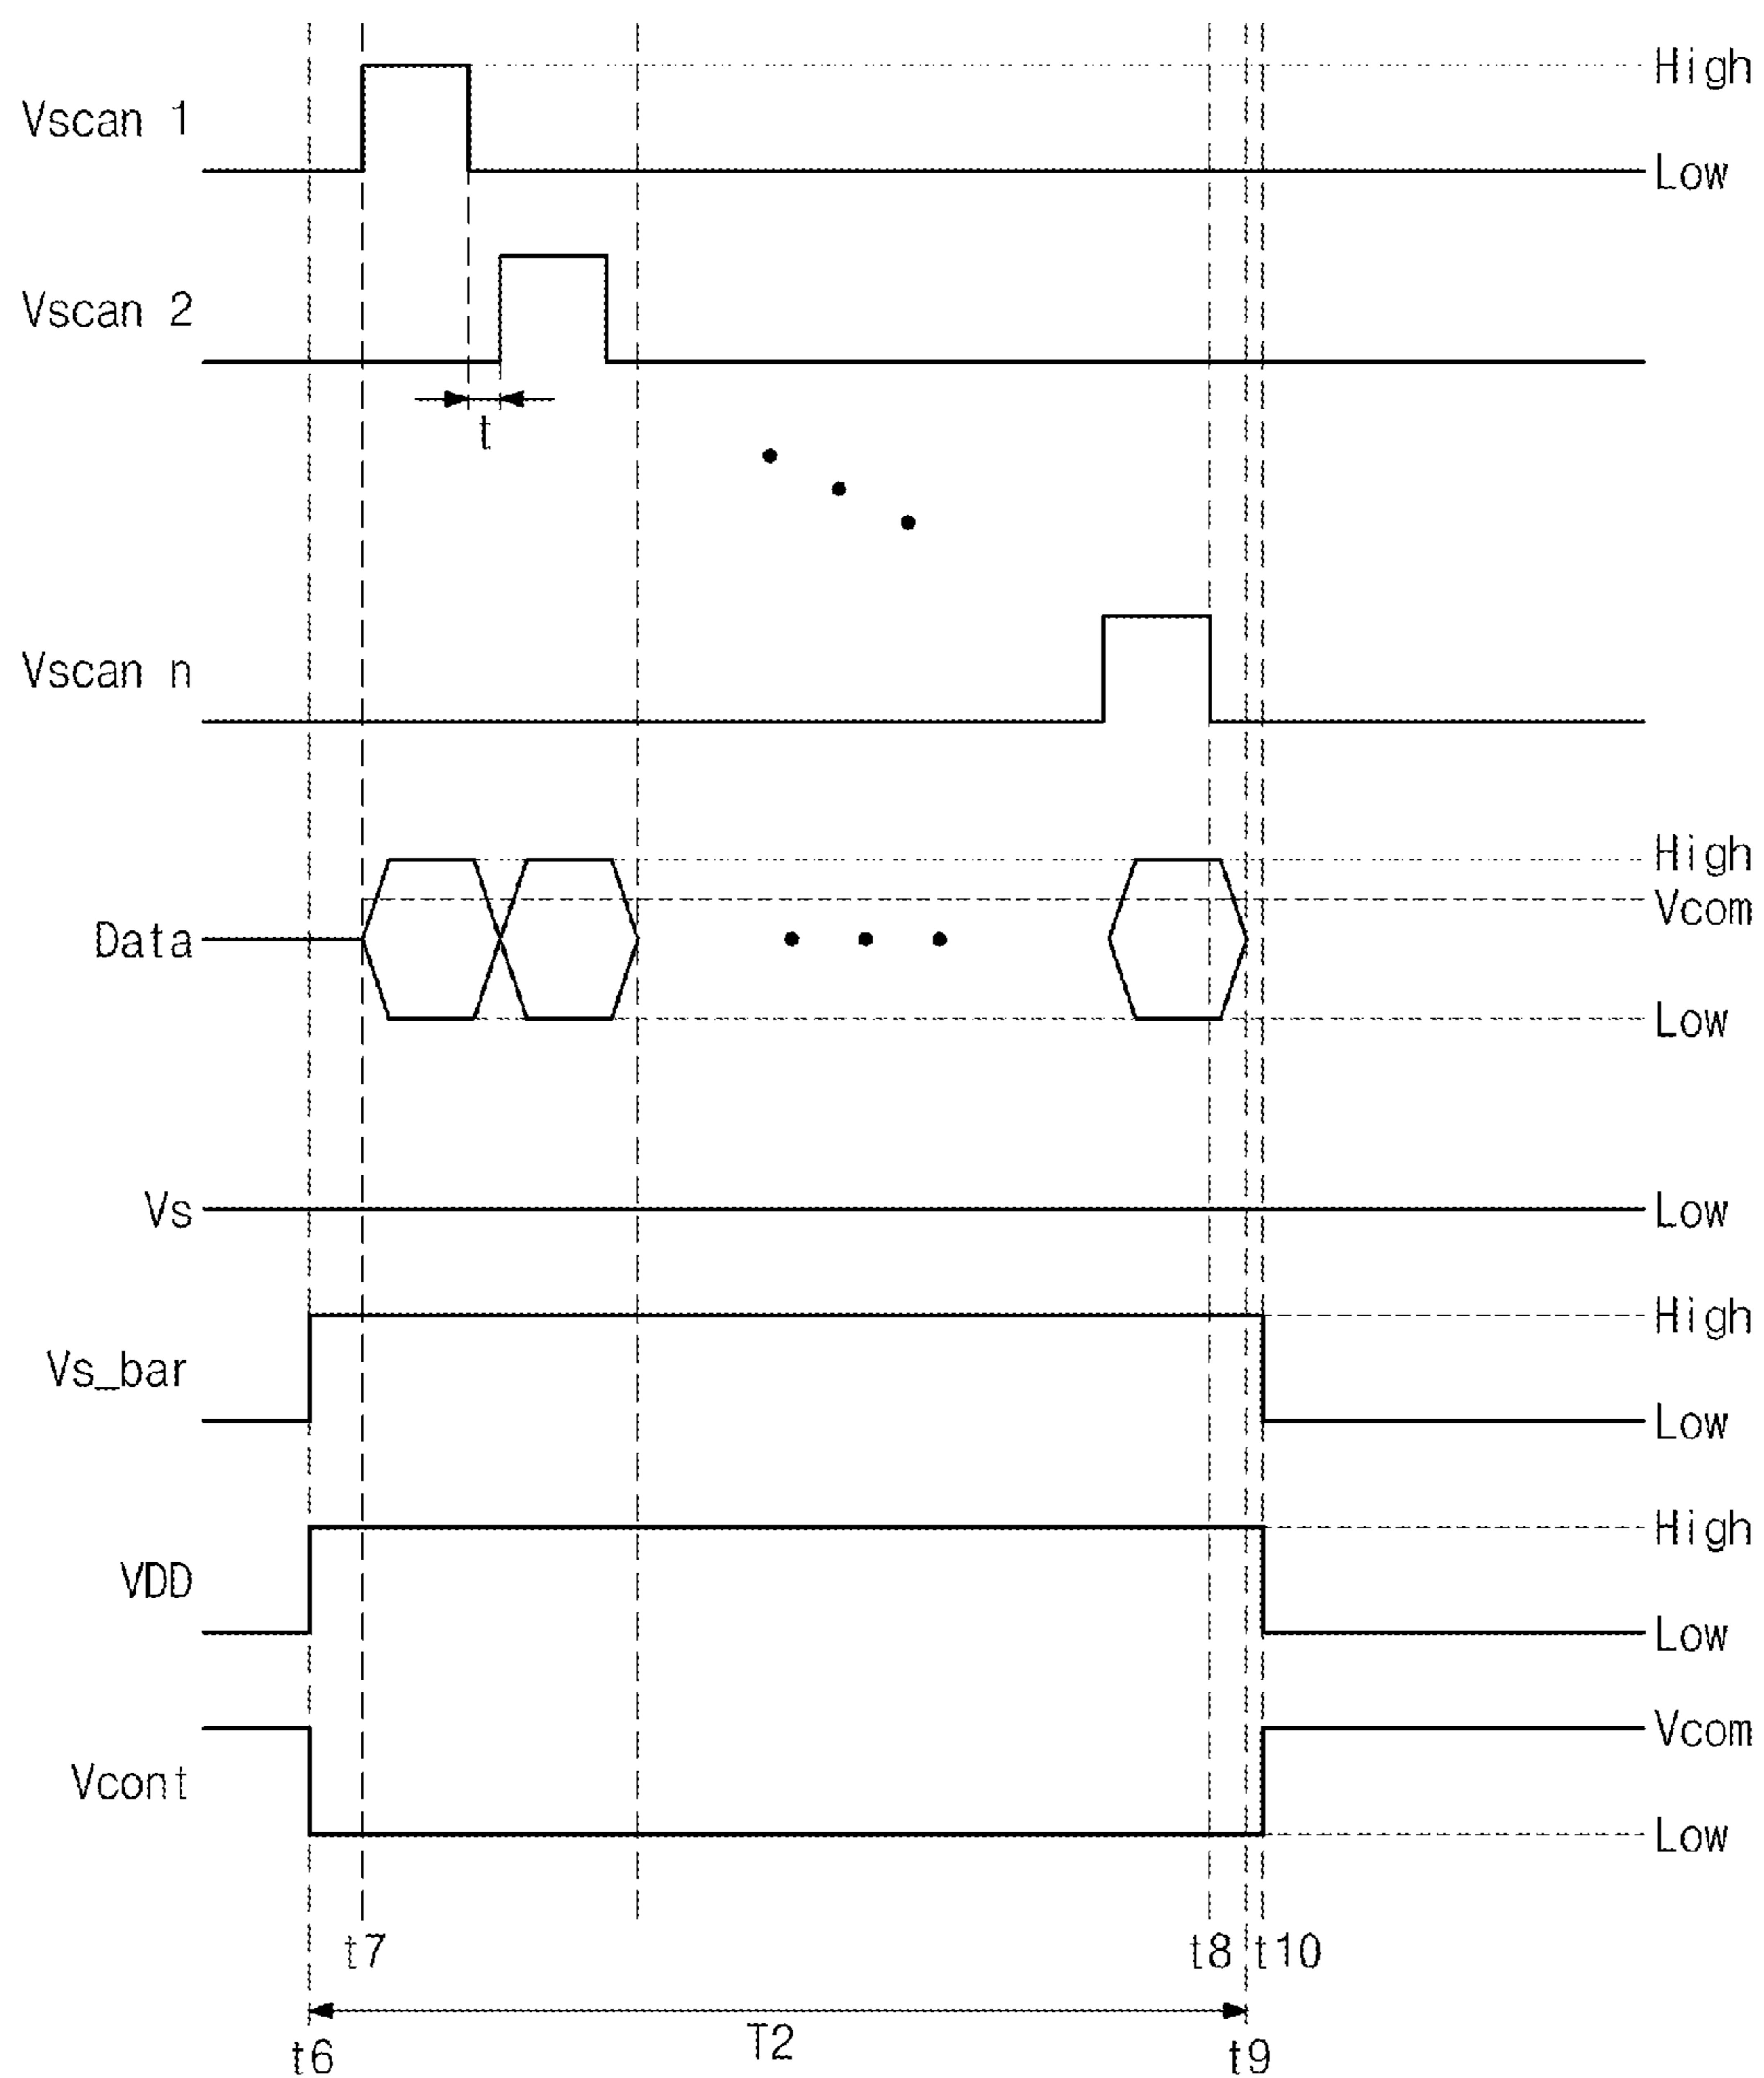 High
Vscan 1
Low
Vscan 2
t
Vscan n
High
Vcom
Data
Low
Vs
Low
High
Vs_bar
Low
High
VDD
Low
Vcom
Vcont
Low
t7
t8
t10
T2
t6
t9